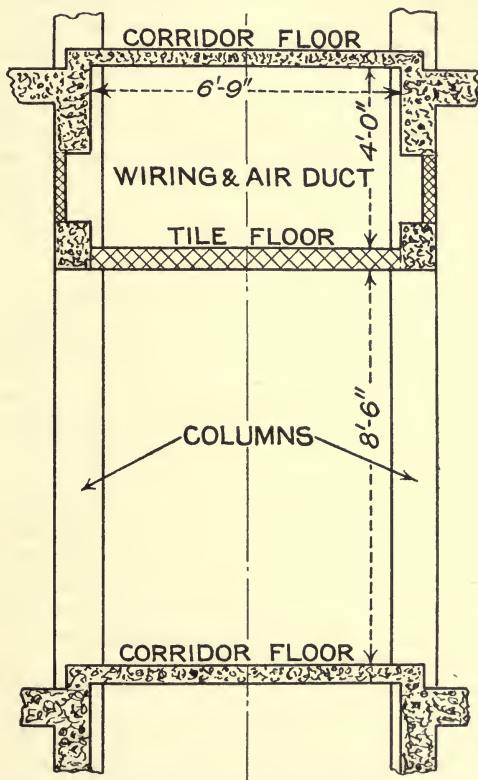 CORRIDOR FLOOR
6'-9"
4'-0"
WIRING & AIR DUCT
TILE FLOOR
8'-6"
COLUMNS
CORRIDOR FLOOR